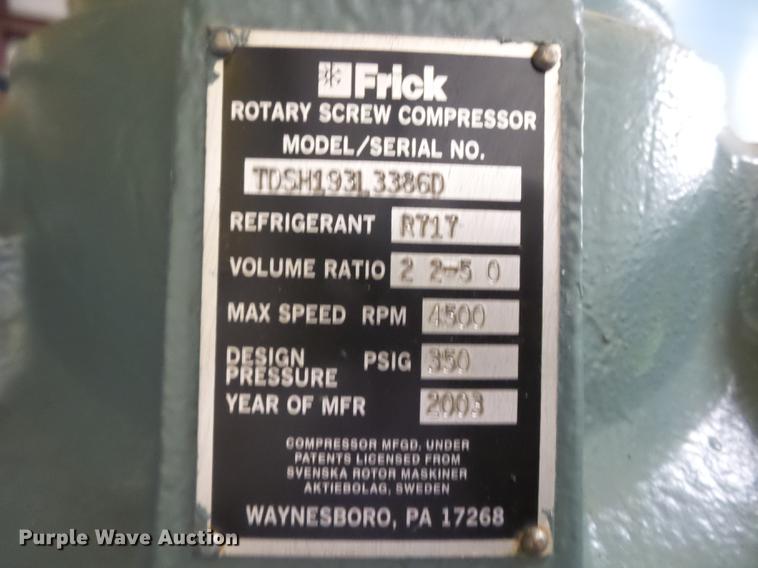 Frick
ROTARY SCREW COMPRESSOR
MODEL/SERIAL NO.
TDSH193L3386D
REFRIGERANT R717
VOLUME RATIO 2 2-5 0
MAX SPEED RPM 4500
DESIGN PRESSURE PSIG 350
YEAR OF MFR 2003
COMPRESSOR MFGD. UNDER
PATENTS LICENSED FROM
SVENSKA ROTOR MASKINER
AKTIEBOLAG, SWEDEN
WAYNESBORO, PA 17268
Purple Wave Auction